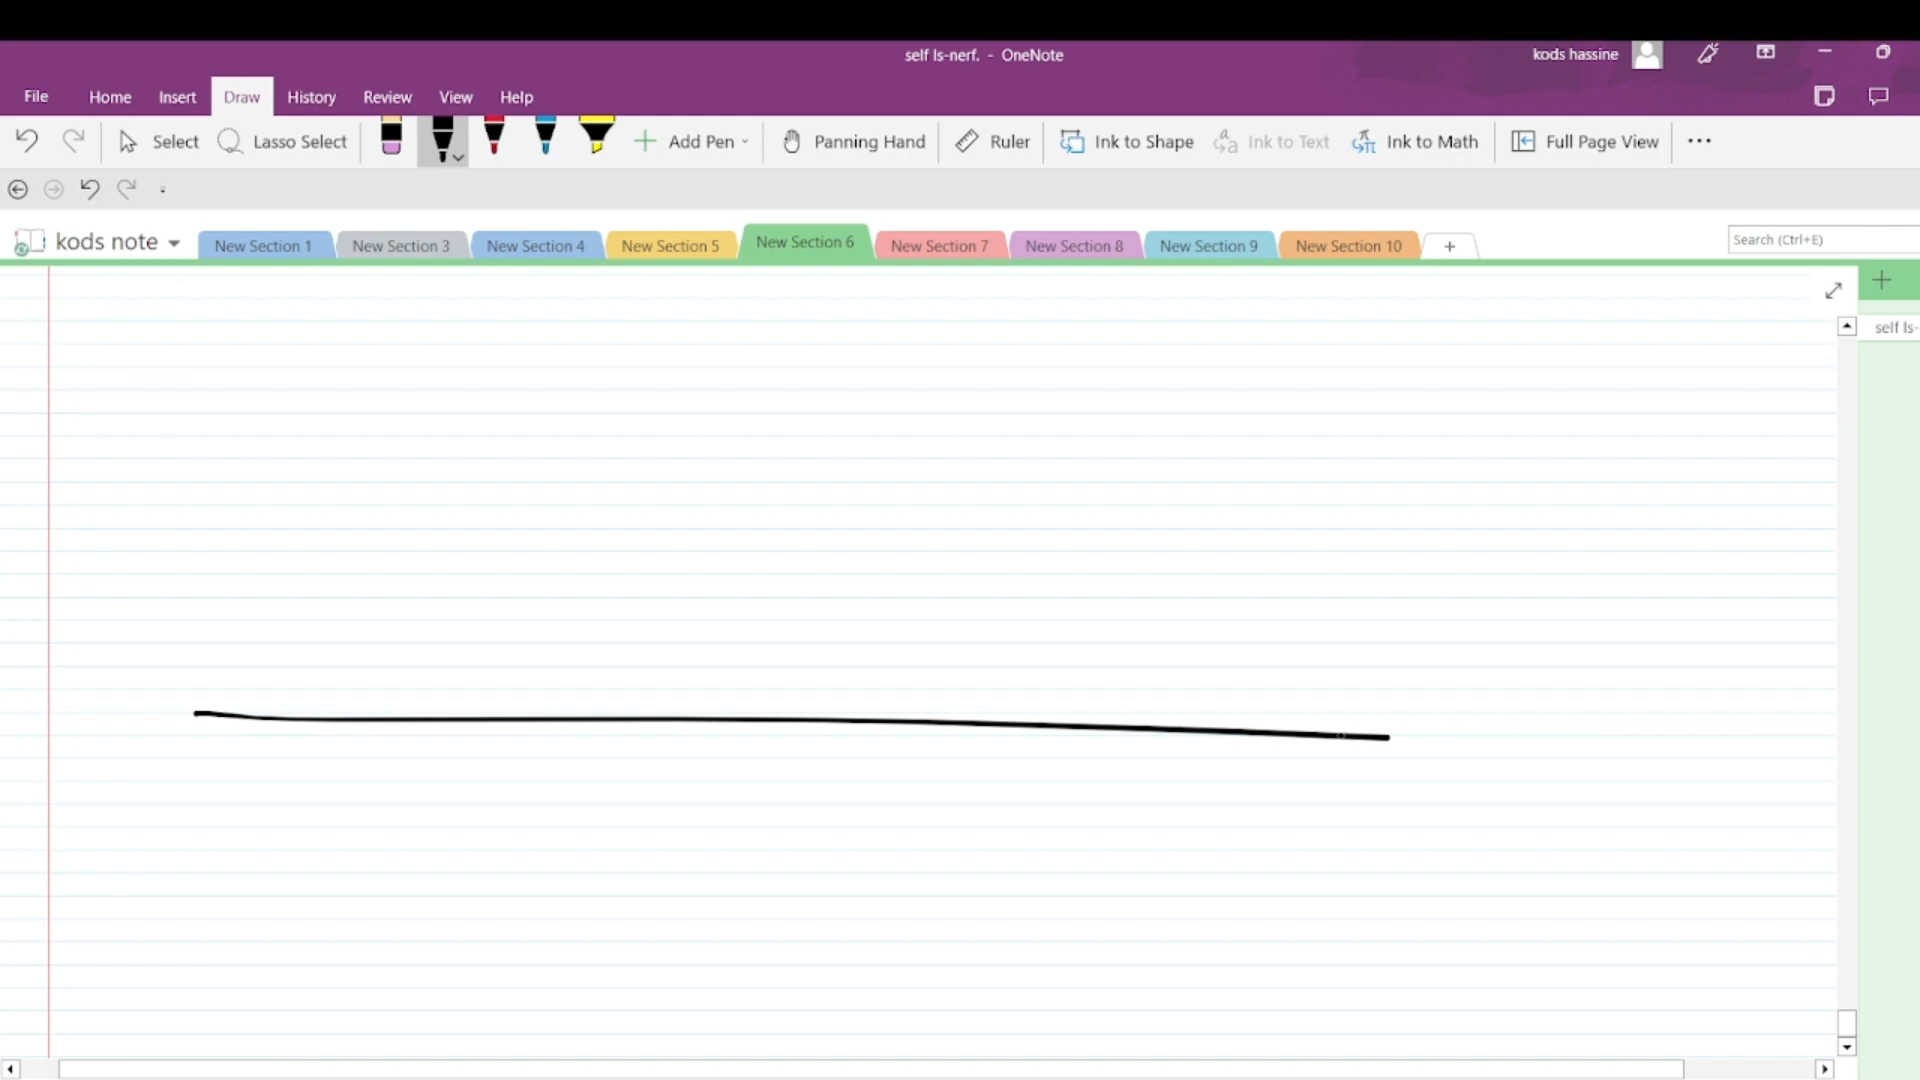 self ls-nerf. - OneNote
kods hassine
File Home Insert Draw History Review View Help
Select Lasso Select Add Pen Panning Hand Ruler Ink to Shape Ink to Text Ink to Math Full Page View
kods note New Section 1 New Section 3 New Section 4 New Section 5 New Section 6 New Section 7 New Section 8 New Section 9 New Section 10 +
Search (Ctrl+E)
self ls-